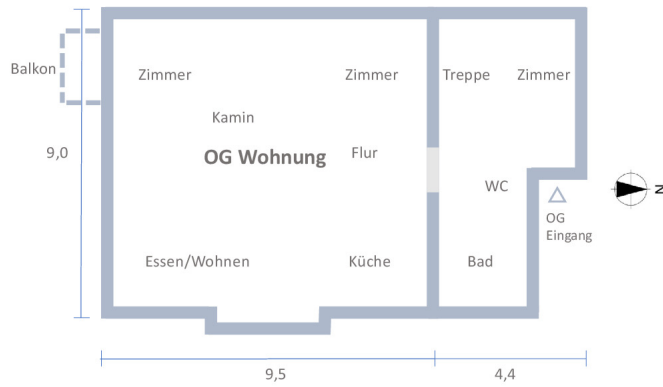 Balkon
Zimmer
Zimmer
Treppe
Zimmer
Kamin
9,0
OG Wohnung
Flur
WC
N
OG
Eingang
Essen/Wohnen
Küche
Bad
9,5
4,4